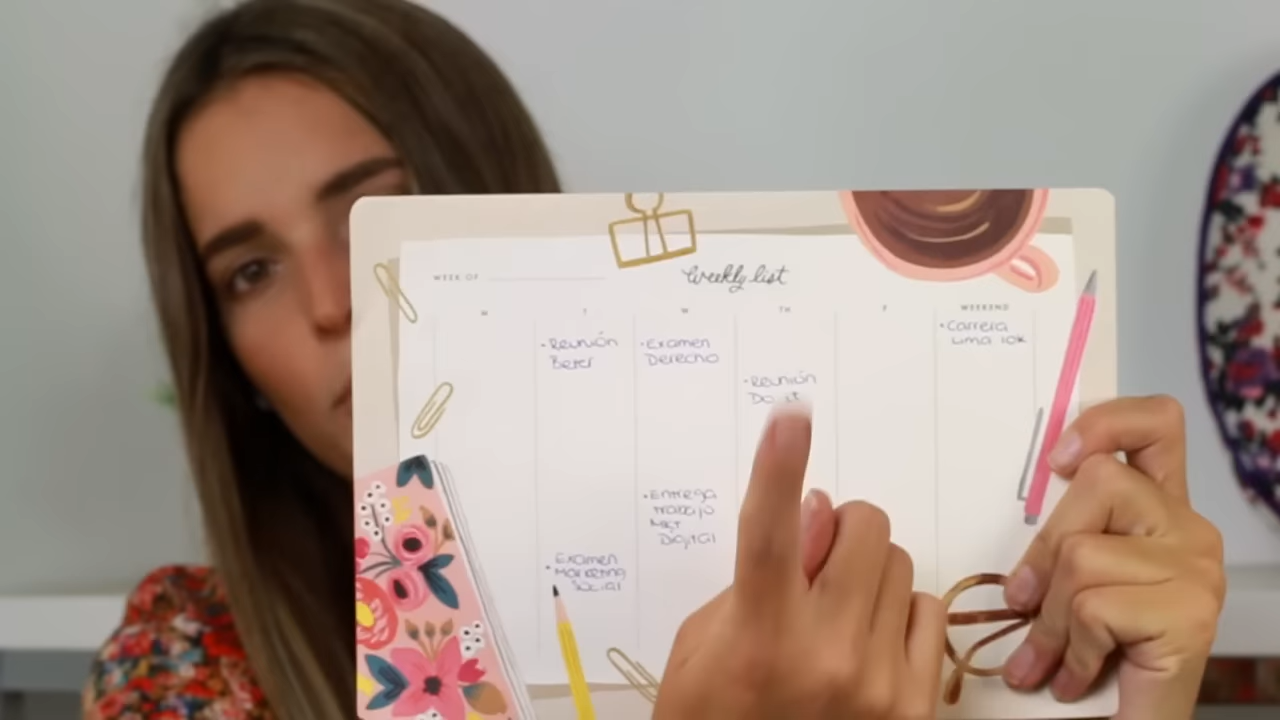 WEEK OF
Weekly list
M
T
W
TH
F
WEEKEND
• Reunión
• Examen
Derecho
• Reunión
• Carrera
Lima 10K
• Entrega
trabajo
MKT
Digital
• Examen
Marketing
Social